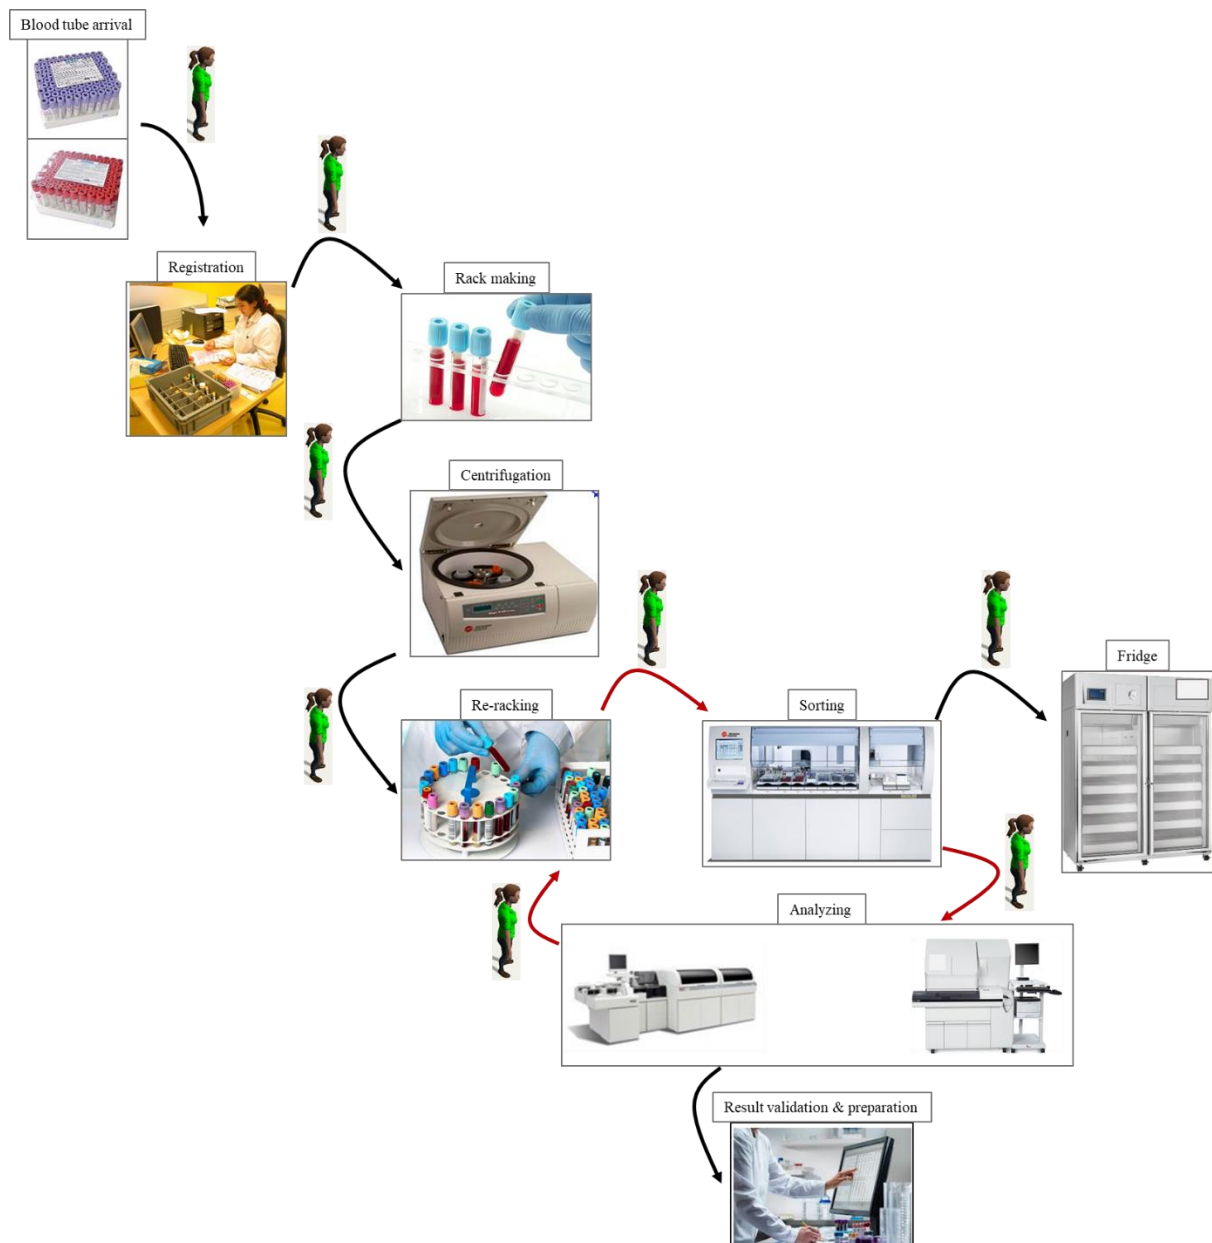 Blood tube arrival
Registration
Rack making
Centrifugation
Re-racking
Sorting
Fridge
Analyzing
Result validation & preparation